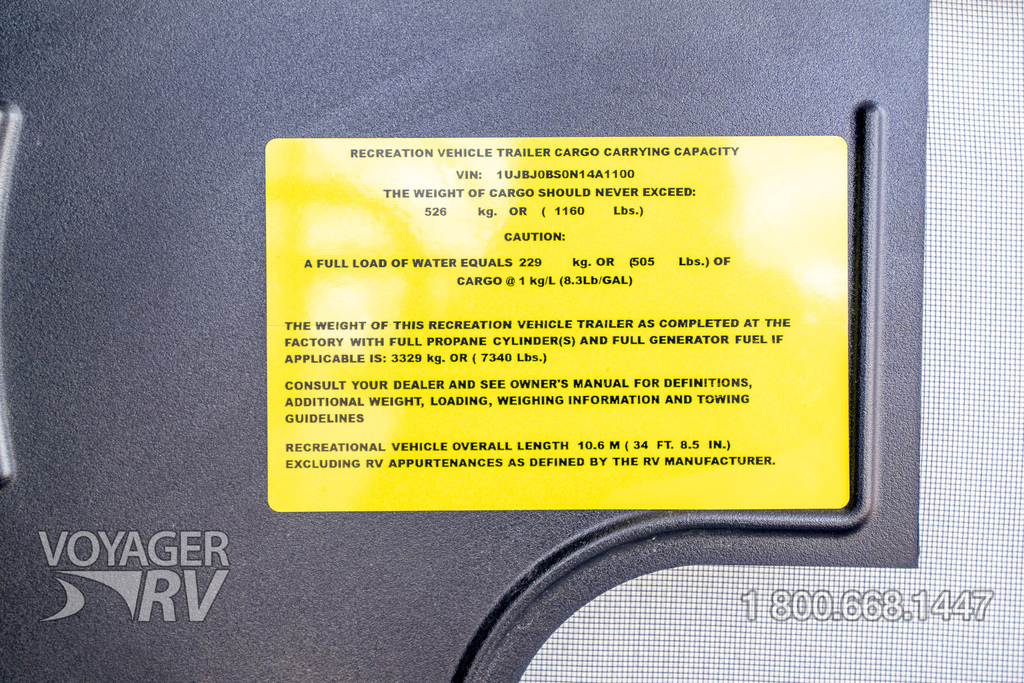 RECREATION VEHICLE TRAILER CARGO CARRYING CAPACITY
VIN: 1UJBJ0BS0N14A1100
THE WEIGHT OF CARGO SHOULD NEVER EXCEED:
526 kg. OR ( 1160 Lbs.)
CAUTION:
A FULL LOAD OF WATER EQUALS 229 kg. OR (505 Lbs.) OF
CARGO @ 1 kg/L (8.3Lb/GAL)
THE WEIGHT OF THIS RECREATION VEHICLE TRAILER AS COMPLETED AT THE
FACTORY WITH FULL PROPANE CYLINDER(S) AND FULL GENERATOR FUEL IF
APPLICABLE IS: 3329 kg. OR ( 7340 Lbs.)
CONSULT YOUR DEALER AND SEE OWNER'S MANUAL FOR DEFINITIONS,
ADDITIONAL WEIGHT, LOADING, WEIGHING INFORMATION AND TOWING
GUIDELINES
RECREATIONAL VEHICLE OVERALL LENGTH 10.6 M ( 34 FT. 8.5 IN.)
EXCLUDING RV APPURTENANCES AS DEFINED BY THE RV MANUFACTURER.
VOYAGER
RV
1 800.668.1447